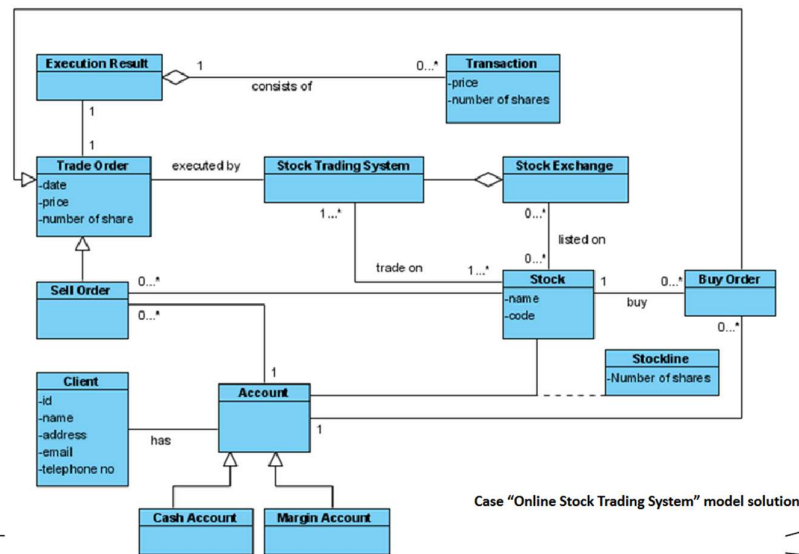 Execution Result
1
consists of
0...*
Transaction
-price
-number of shares
1
1
Trade Order
-date
-price
-number of share
executed by
Stock Trading System
Stock Exchange
1...*
0...*
listed on
trade on
1...*
0...*
Sell Order
0...*
0...*
Stock
-name
-code
1
buy
0...*
Buy Order
0...*
Stockline
-Number of shares
Client
-id
-name
-address
-email
-telephone no
has
1
Account
1
Cash Account
Margin Account
Case “Online Stock Trading System” model solution